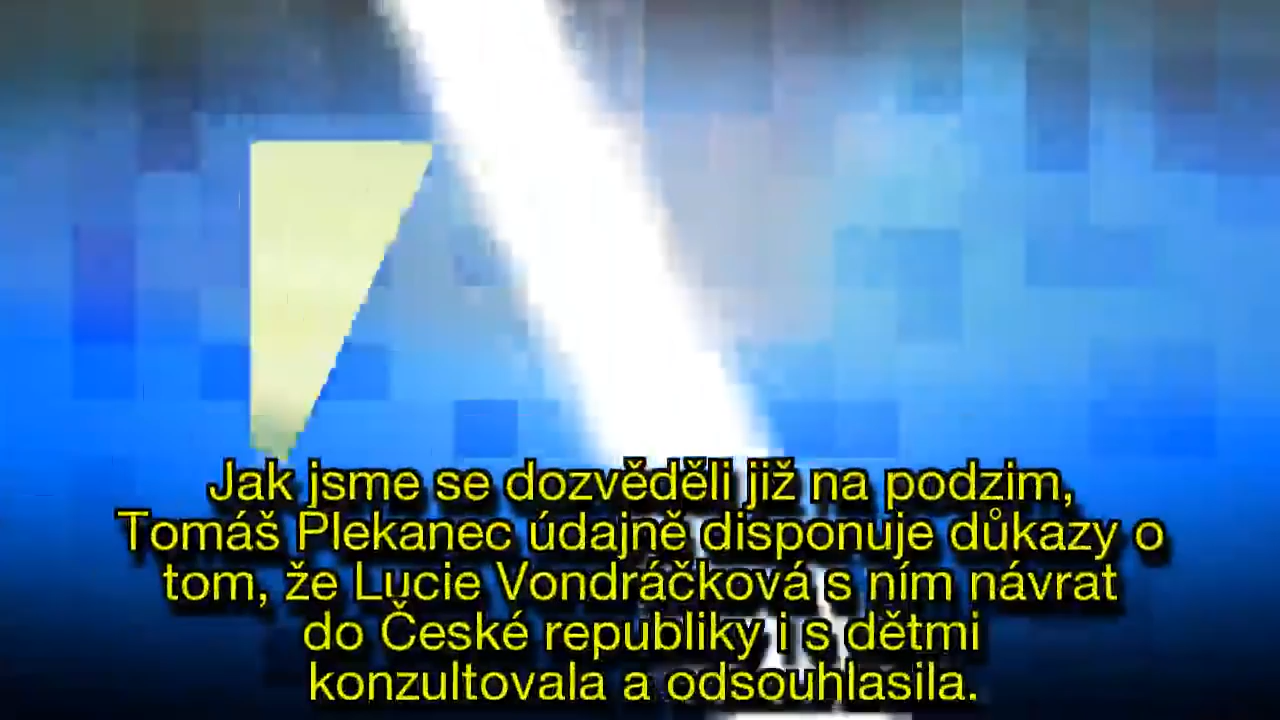 Jak jsme se dozvěděli již na podzim,
Tomáš Plekanec údajně disponuje důkazy o
tom, že Lucie Vondráčková s ním návrat
do České republiky i s dětmi
konzultovala a odsouhlasila.